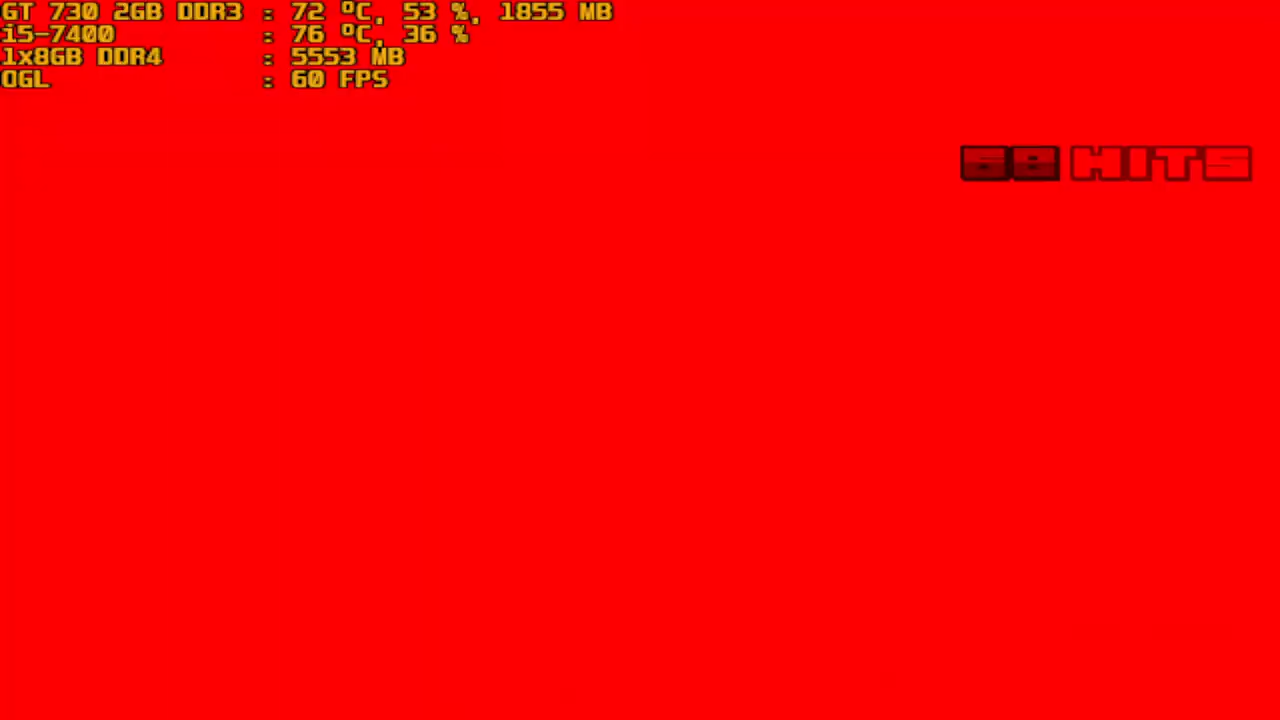 GT 730 2GB DDR3 : 72 ºC, 53 %, 1855 MB
i5-7400 : 76 ºC, 36 %
1x8GB DDR4 : 5553 MB
OGL : 60 FPS
68 HITS